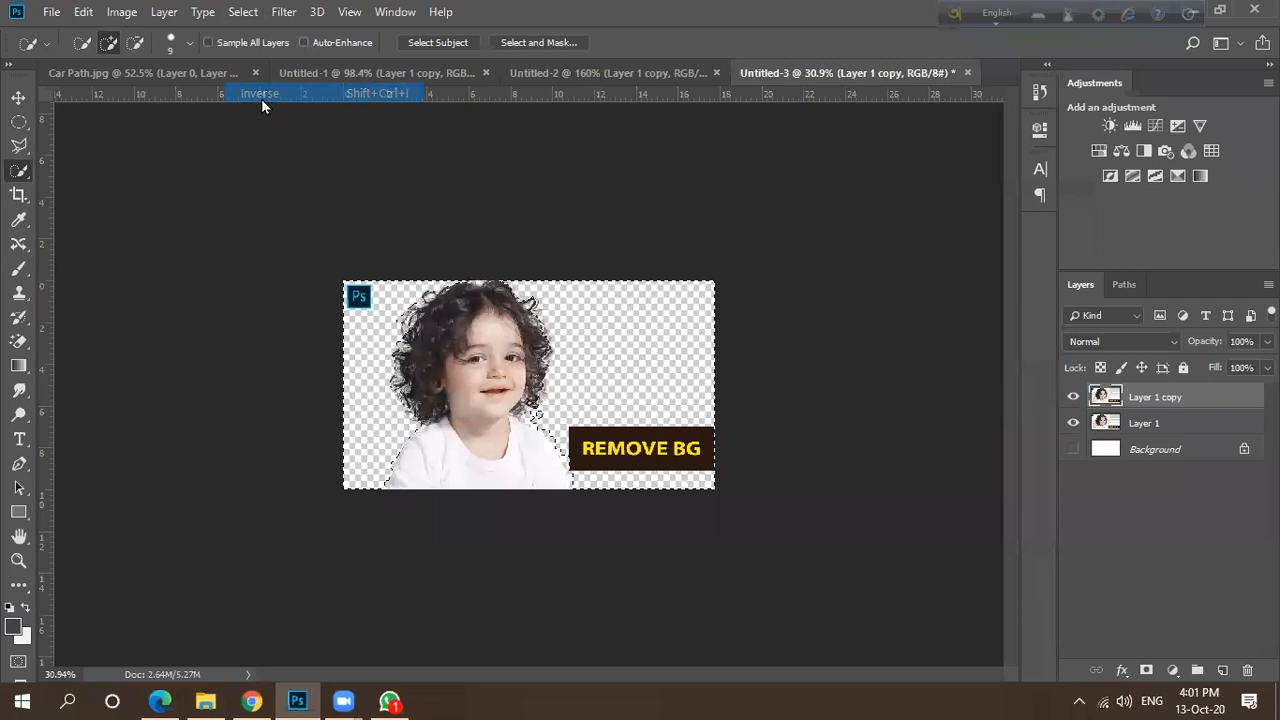 Ps File Edit Image Layer Type Select Filter 3D View Window Help English
9 Sample All Layers Auto-Enhance Select Subject Select and Mask...
Car Path.jpg @ 52.5% (Layer 0, Layer ... Untitled-1 @ 98.4% (Layer 1 copy, RGB... Untitled-2 @ 160% (Layer 1 copy, RGB/... Untitled-3 @ 30.9% (Layer 1 copy, RGB/8#) *
Inverse Shift+Ctrl+I
Adjustments
Add an adjustment
Ps
REMOVE BG
Layers Paths
Kind
Normal Opacity: 100%
Lock: Fill: 100%
Layer 1 copy
Layer 1
Background
30.94% Doc: 2.64M/5.27M
Ps 1 ENG 4:01 PM
13-Oct-20